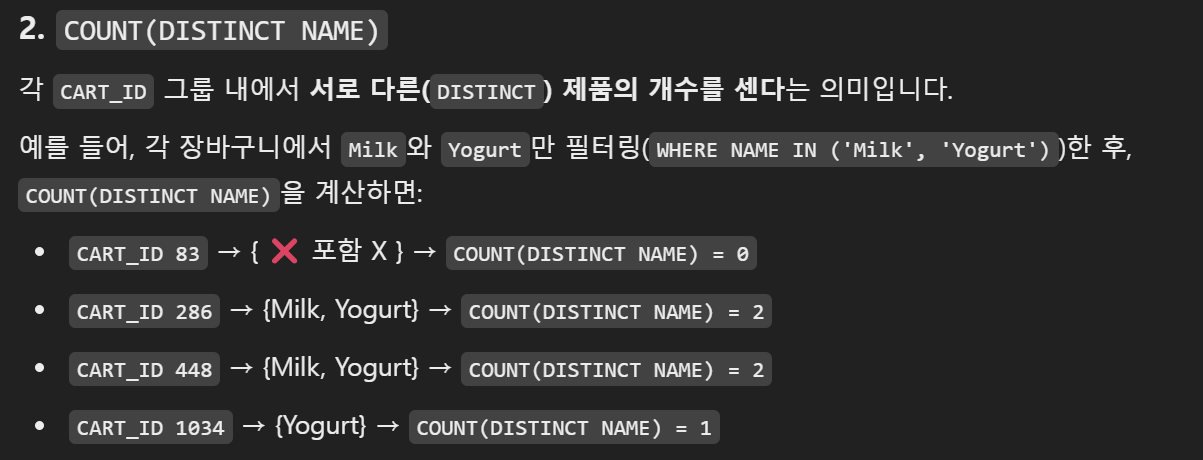 2. COUNT(DISTINCT NAME)
각 CART_ID 그룹 내에서 서로 다른(DISTINCT) 제품의 개수를 센다는 의미입니다.
예를 들어, 각 장바구니에서 Milk와 Yogurt만 필터링(WHERE NAME IN ('Milk', 'Yogurt'))한 후,
COUNT(DISTINCT NAME)을 계산하면:
• CART_ID 83 → { ❌ 포함 X } → COUNT(DISTINCT NAME) = 0
• CART_ID 286 → {Milk, Yogurt} → COUNT(DISTINCT NAME) = 2
• CART_ID 448 → {Milk, Yogurt} → COUNT(DISTINCT NAME) = 2
• CART_ID 1034 → {Yogurt} → COUNT(DISTINCT NAME) = 1